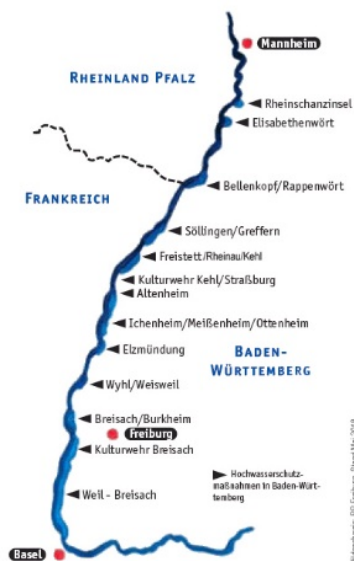 Mannheim
RHEINLAND PFALZ
Rheinschanzinsel
Elisabethenwört
Bellenkopf/Rappenwört
FRANKREICH
Söllingen/Greffern
Freistett/Rheinau/Kehl
Kulturwehr Kehl/Straßburg
Altenheim
Ichenheim/Meißenheim/Ottenheim
Elzmündung
BADEN-
WÜRTTEMBERG
Wyhl/Weisweil
Breisach/Burkheim
Freiburg
Kulturwehr Breisach
Hochwasserschutz-
maßnahmen in Baden-Würt-
temberg
Weil - Breisach
Basel